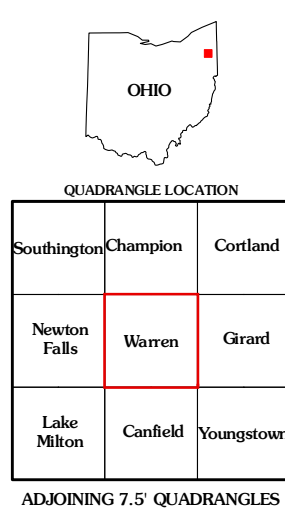 OHIO
QUADRANGLE LOCATION
Southington Champion Cortland
Newton Falls Warren Girard
Lake Milton Canfield Youngstown
ADJOINING 7.5' QUADRANGLES